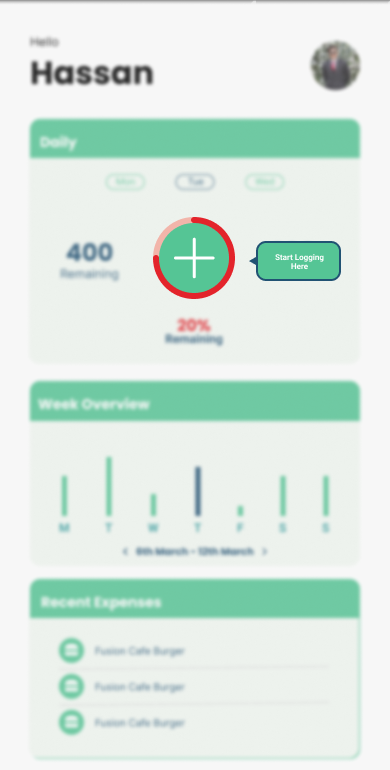 Hello
Hassan
Daily
Mon Tue Wed
400
Remaining
Start Logging
Here
20%
Remaining
Week Overview
M T W T F S S
6th March - 12th March
Recent Expenses
Fusion Cafe Burger
Fusion Cafe Burger
Fusion Cafe Burger